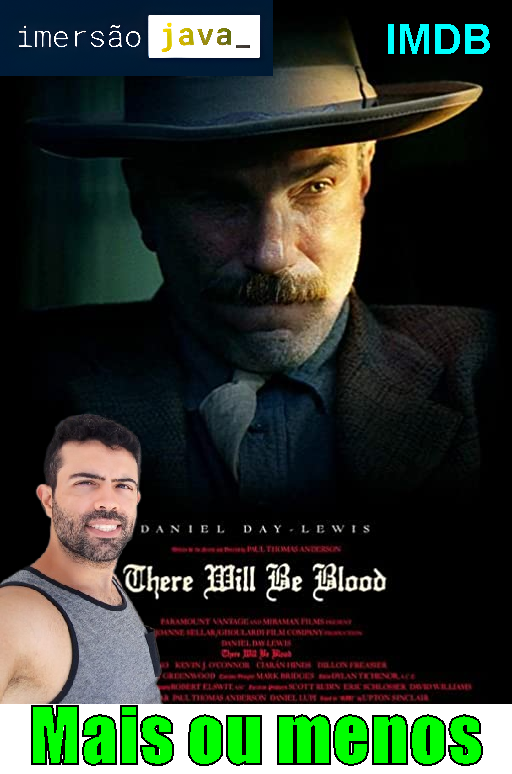 imersão java_
IMDB
DANIEL DAY-LEWIS
PAUL THOMAS ANDERSON
There Will Be Blood
PARAMOUNT VANTAGE AND MIRAMAX FILMS PRESENT
JOANNE SELLAR/GHOULARDI FILM COMPANY PRODUCTION
DANIEL DAY-LEWIS
There Will Be Blood
KEVIN J. O'CONNOR CIARÁN HINDS DILLON FREASIER
GREENWOOD MARK BRIDGES DYLAN TICHENOR, A.C.E.
ROBERT ELSWIT, ASC SCOTT RUDIN ERIC SCHLOSSER DAVID WILLIAMS
PAUL THOMAS ANDERSON DANIEL LUPI UPTON SINCLAIR
Mais ou menos